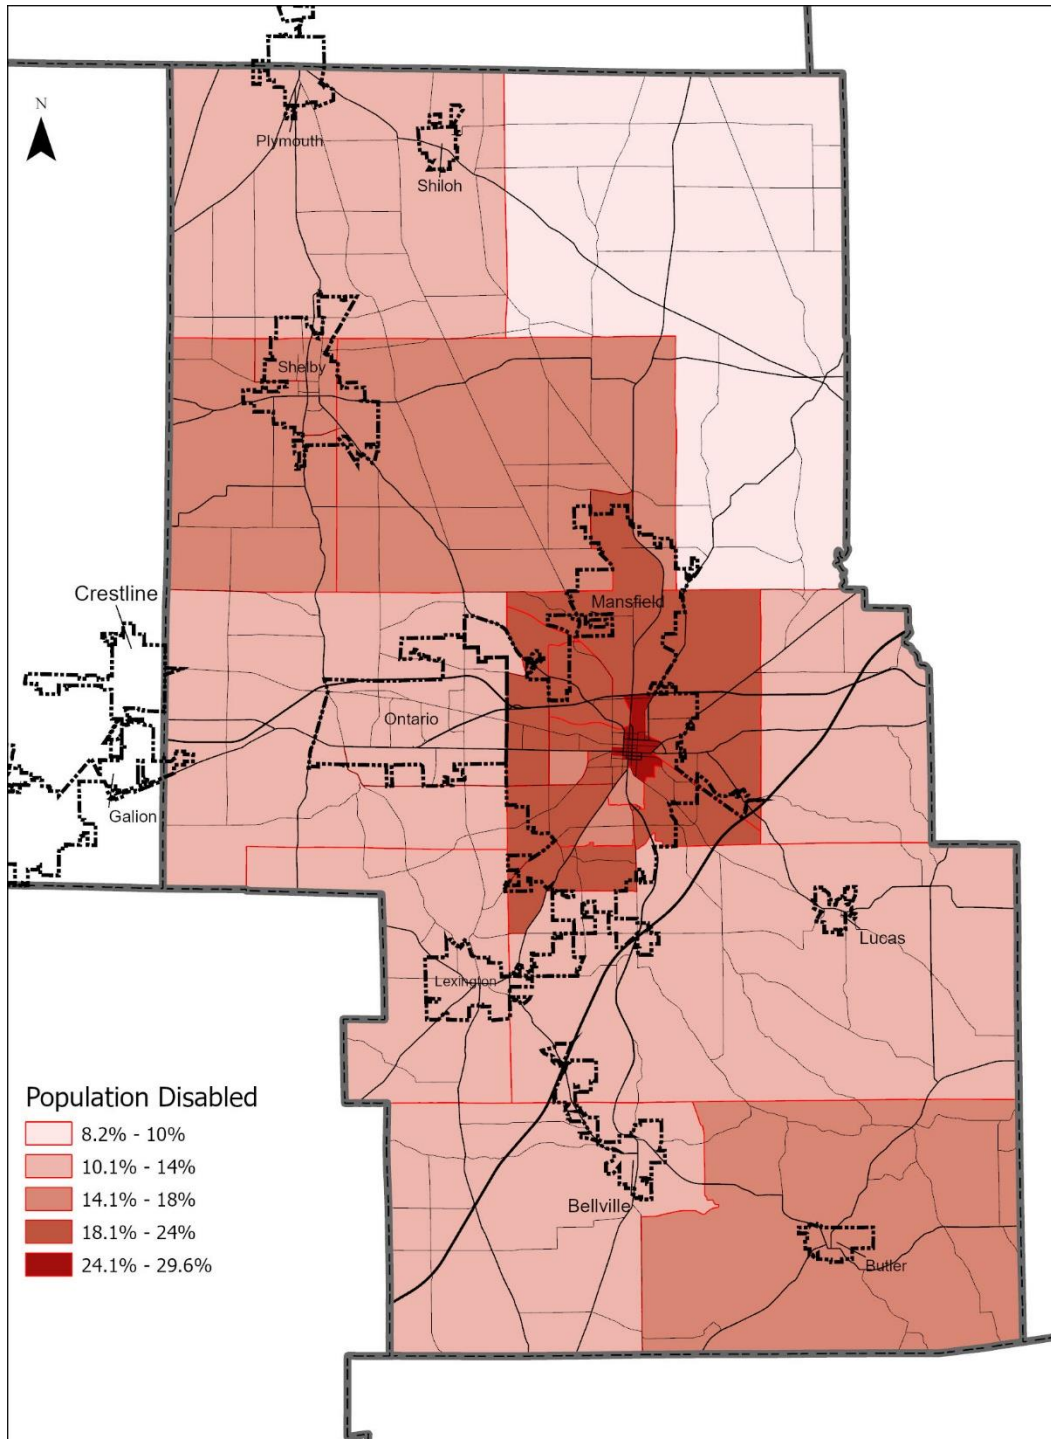 N
Plymouth
Shiloh
Shelby
Crestline
Mansfield
Ontario
Galion
Lucas
Lexington
Population Disabled
8.2% - 10%
10.1% - 14%
14.1% - 18%
18.1% - 24%
24.1% - 29.6%
Bellville
Butler